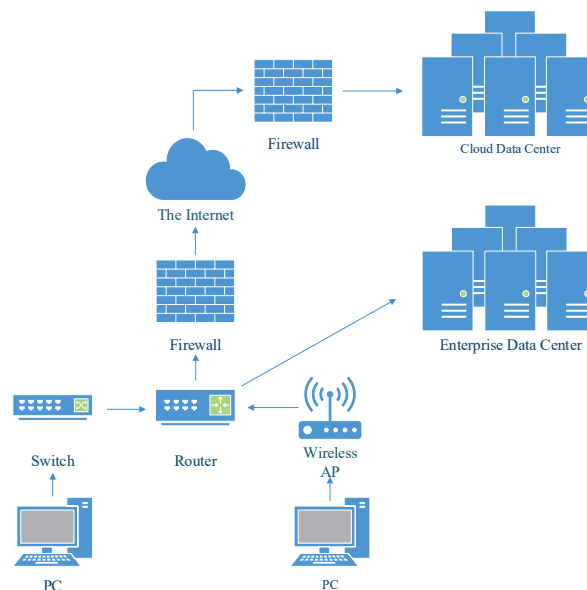 Firewall
Cloud Data Center
The Internet
Firewall
Enterprise Data Center
Switch
Router
Wireless
AP
PC
PC